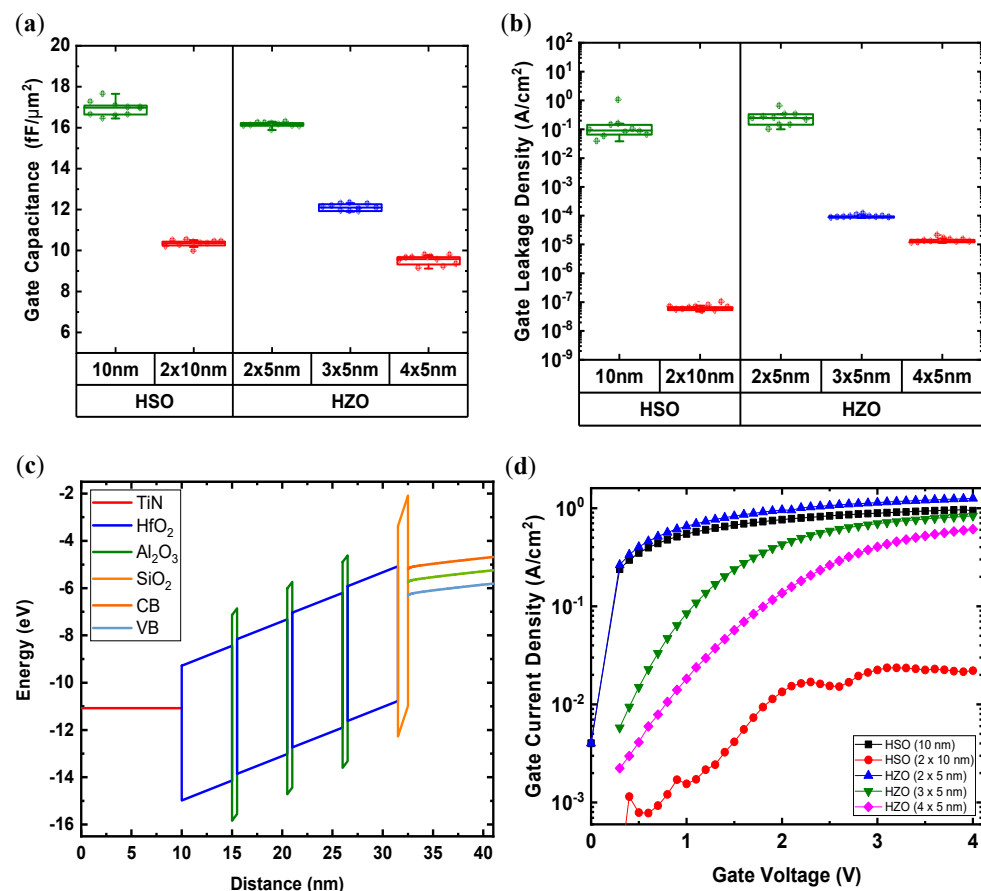 (a)
Gate Capacitance (fF/μm²)
20
18
16
14
12
10
8
6
10nm 2x10nm 2x5nm 3x5nm 4x5nm
HSO HZO
(b)
Gate Leakage Density (A/cm²)
10²
10¹
10⁰
10⁻¹
10⁻²
10⁻³
10⁻⁴
10⁻⁵
10⁻⁶
10⁻⁷
10⁻⁸
10⁻⁹
10nm 2x10nm 2x5nm 3x5nm 4x5nm
HSO HZO
(c)
Energy (eV)
-2
-4
-6
-8
-10
-12
-14
-16
TiN
HfO₂
Al₂O₃
SiO₂
CB
VB
0 5 10 15 20 25 30 35 40
Distance (nm)
(d)
Gate Current Density (A/cm²)
10⁰
10⁻¹
10⁻²
10⁻³
HSO (10 nm)
HSO (2 x 10 nm)
HZO (2 x 5 nm)
HZO (3 x 5 nm)
HZO (4 x 5 nm)
0 1 2 3 4
Gate Voltage (V)